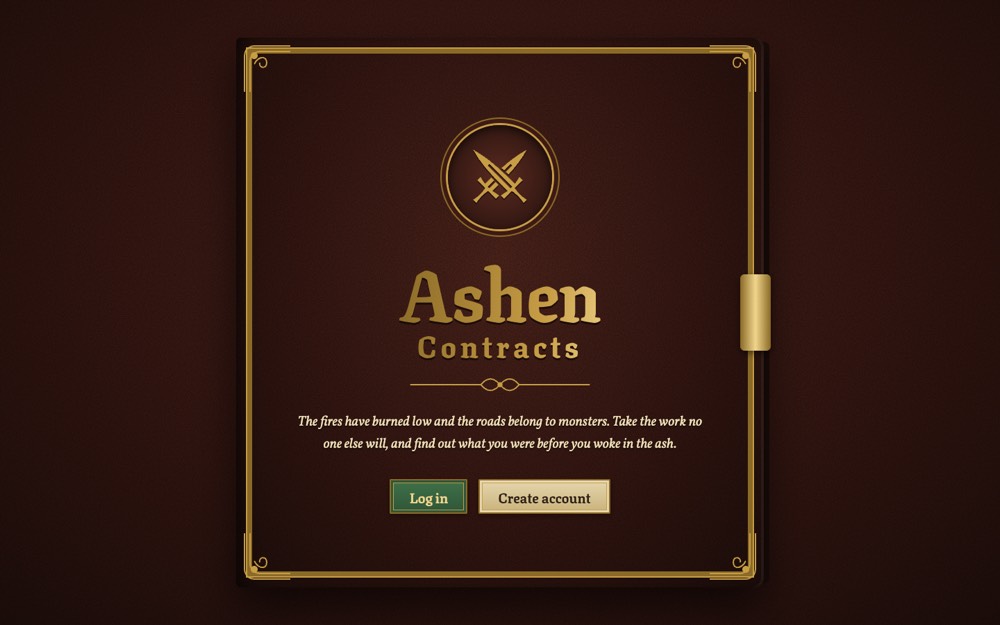 Ashen
Contracts
The fires have burned low and the roads belong to monsters. Take the work no
one else will, and find out what you were before you woke in the ash.
Log in
Create account